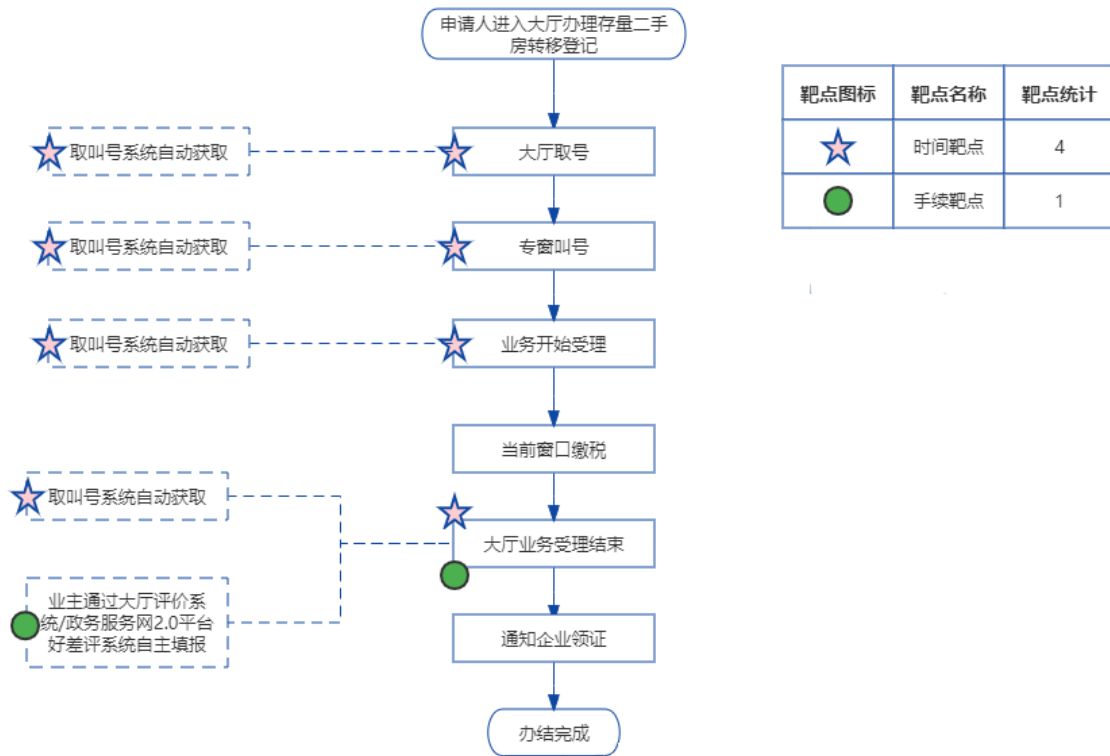 申请人进入大厅办理存量二手
房转移登记
靶点图标 靶点名称 靶点统计
时间靶点 4
手续靶点 1
取叫号系统自动获取
大厅取号
取叫号系统自动获取
专窗叫号
取叫号系统自动获取
业务开始受理
当前窗口缴税
取叫号系统自动获取
大厅业务受理结束
业主通过大厅评价系
统/政务服务网2.0平台
好差评系统自主填报
通知企业领证
办结完成